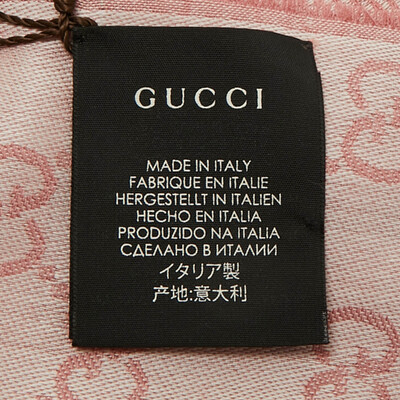 GUCCI
MADE IN ITALY
FABRIQUE EN ITALIE
HERGESTELLT IN ITALIEN
HECHO EN ITALIA
PRODUZIDO NA ITALIA
СДЕЛАНО В ИТАЛИИ
イタリア製
产地:意大利